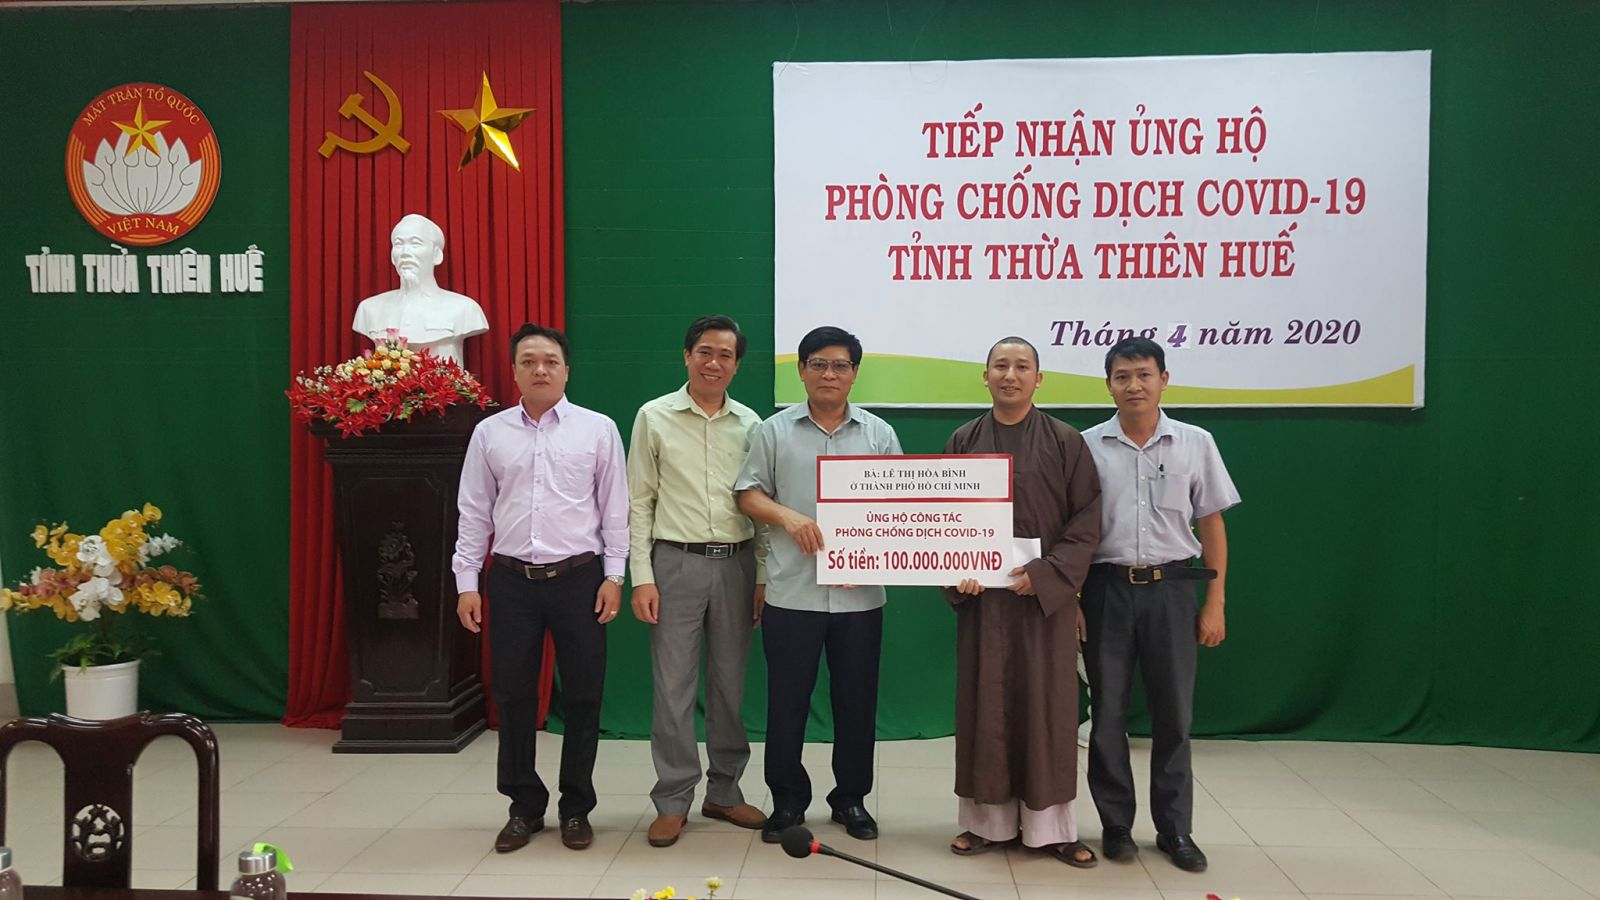 MẶT TRẬN TỔ QUỐC
VIỆT NAM
TỈNH THỪA THIÊN HUẾ
TIẾP NHẬN ỦNG HỘ
PHÒNG CHỐNG DỊCH COVID-19
TỈNH THỪA THIÊN HUẾ
Tháng 4 năm 2020
BÀ: LÊ THỊ HÒA BÌNH
Ở THÀNH PHỐ HỒ CHÍ MINH
ỦNG HỘ CÔNG TÁC
PHÒNG CHỐNG DỊCH COVID-19
Số tiền: 100.000.000VNĐ